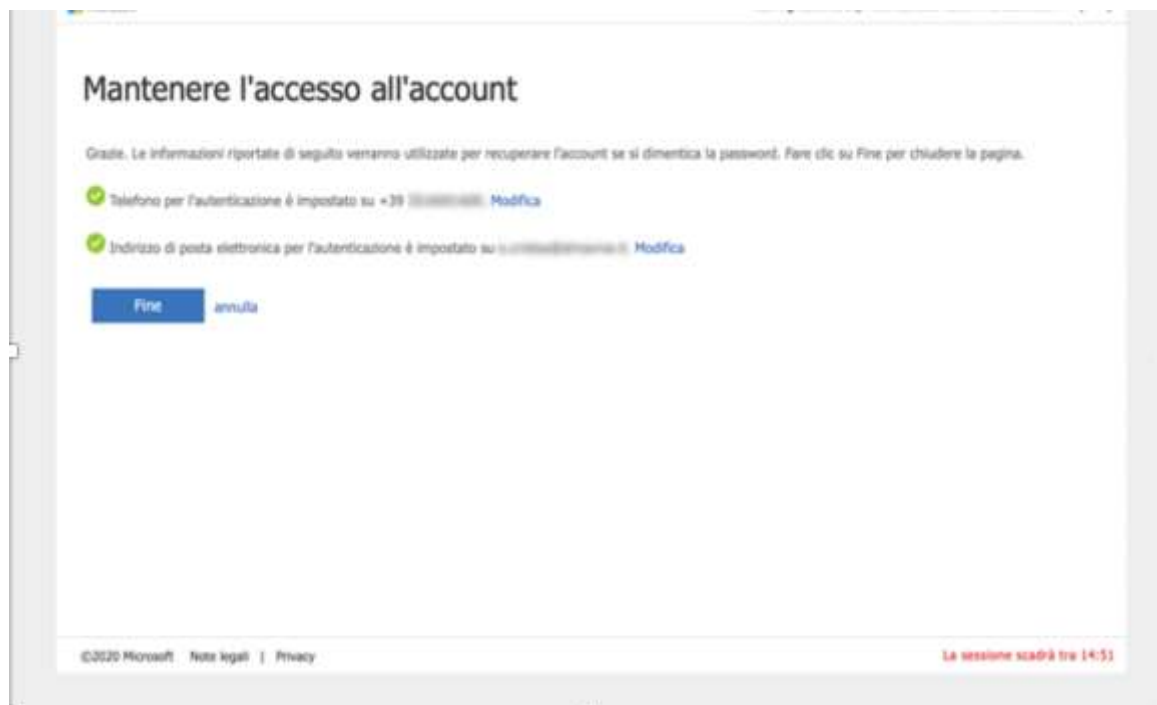 Mantenere l'accesso all'account
Grazie. Le informazioni riportate di seguito verranno utilizzate per recuperare l'account se si dimentica la password. Fare clic su Fine per chiudere la pagina.
Telefono per l'autenticazione è impostato su +39 Modifica
Indirizzo di posta elettronica per l'autenticazione è impostato su Modifica
Fine annulla
©2020 Microsoft Note legali | Privacy La sessione scadrà tra 14:51